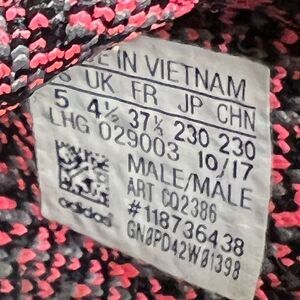 IN VIETNAM
UK FR JP CHN
5 4½ 37⅓ 230 230
LHG 029003 10/17
MALE/MALE
ART CQ2386
#118736438
adidas GN0PD42W01398